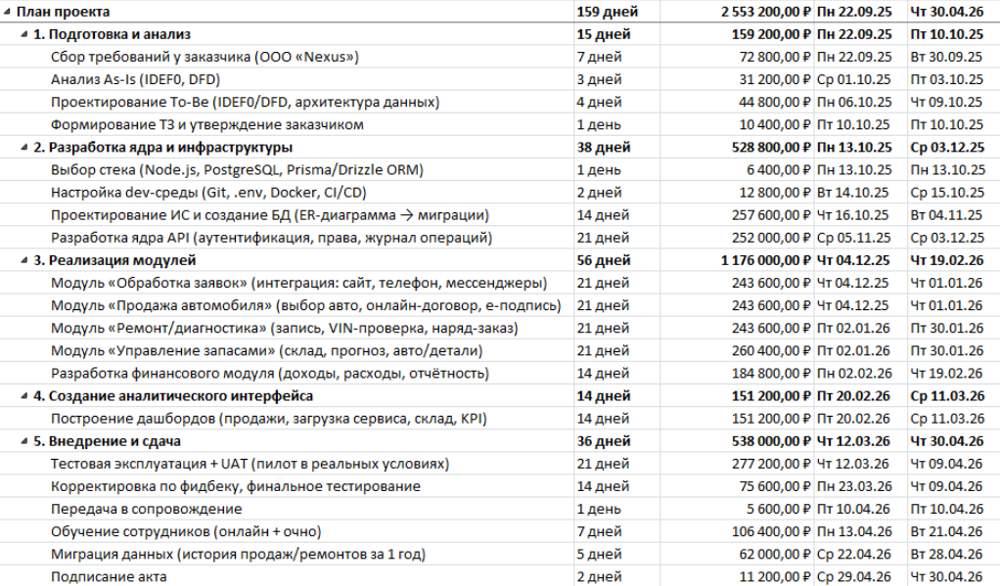 План проекта 159 дней 2 553 200,00 ₽ Пн 22.09.25 Чт 30.04.26
1. Подготовка и анализ 15 дней 159 200,00 ₽ Пн 22.09.25 Пт 10.10.25
Сбор требований у заказчика (ООО «Nexus») 7 дней 72 800,00 ₽ Пн 22.09.25 Вт 30.09.25
Анализ As-Is (IDEF0, DFD) 3 дней 31 200,00 ₽ Ср 01.10.25 Пт 03.10.25
Проектирование To-Be (IDEF0/DFD, архитектура данных) 4 дней 44 800,00 ₽ Пн 06.10.25 Чт 09.10.25
Формирование ТЗ и утверждение заказчиком 1 день 10 400,00 ₽ Пт 10.10.25 Пт 10.10.25
2. Разработка ядра и инфраструктуры 38 дней 528 800,00 ₽ Пн 13.10.25 Ср 03.12.25
Выбор стека (Node.js, PostgreSQL, Prisma/Drizzle ORM) 1 день 6 400,00 ₽ Пн 13.10.25 Пн 13.10.25
Настройка dev-среды (Git, .env, Docker, CI/CD) 2 дней 12 800,00 ₽ Вт 14.10.25 Ср 15.10.25
Проектирование ИС и создание БД (ER-диаграмма → миграции) 14 дней 257 600,00 ₽ Чт 16.10.25 Вт 04.11.25
Разработка ядра API (аутентификация, права, журнал операций) 21 дней 252 000,00 ₽ Ср 05.11.25 Ср 03.12.25
3. Реализация модулей 56 дней 1 176 000,00 ₽ Чт 04.12.25 Чт 19.02.26
Модуль «Обработка заявок» (интеграция: сайт, телефон, мессенджеры) 21 дней 243 600,00 ₽ Чт 04.12.25 Чт 01.01.26
Модуль «Продажа автомобиля» (выбор авто, онлайн-договор, е-подпись) 21 дней 243 600,00 ₽ Чт 04.12.25 Чт 01.01.26
Модуль «Ремонт/диагностика» (запись, VIN-проверка, наряд-заказ) 21 дней 243 600,00 ₽ Пт 02.01.26 Пт 30.01.26
Модуль «Управление запасами» (склад, прогноз, авто/детали) 21 дней 260 400,00 ₽ Пт 02.01.26 Пт 30.01.26
Разработка финансового модуля (доходы, расходы, отчётность) 14 дней 184 800,00 ₽ Пн 02.02.26 Чт 19.02.26
4. Создание аналитического интерфейса 14 дней 151 200,00 ₽ Пт 20.02.26 Ср 11.03.26
Построение дашбордов (продажи, загрузка сервиса, склад, KPI) 14 дней 151 200,00 ₽ Пт 20.02.26 Ср 11.03.26
5. Внедрение и сдача 36 дней 538 000,00 ₽ Чт 12.03.26 Чт 30.04.26
Тестовая эксплуатация + UAT (пилот в реальных условиях) 21 дней 277 200,00 ₽ Чт 12.03.26 Чт 09.04.26
Корректировка по фидбеку, финальное тестирование 14 дней 75 600,00 ₽ Пн 23.03.26 Чт 09.04.26
Передача в сопровождение 1 день 5 600,00 ₽ Пт 10.04.26 Пт 10.04.26
Обучение сотрудников (онлайн + очно) 7 дней 106 400,00 ₽ Пн 13.04.26 Вт 21.04.26
Миграция данных (история продаж/ремонтов за 1 год) 5 дней 62 000,00 ₽ Ср 22.04.26 Вт 28.04.26
Подписание акта 2 дней 11 200,00 ₽ Ср 29.04.26 Чт 30.04.26